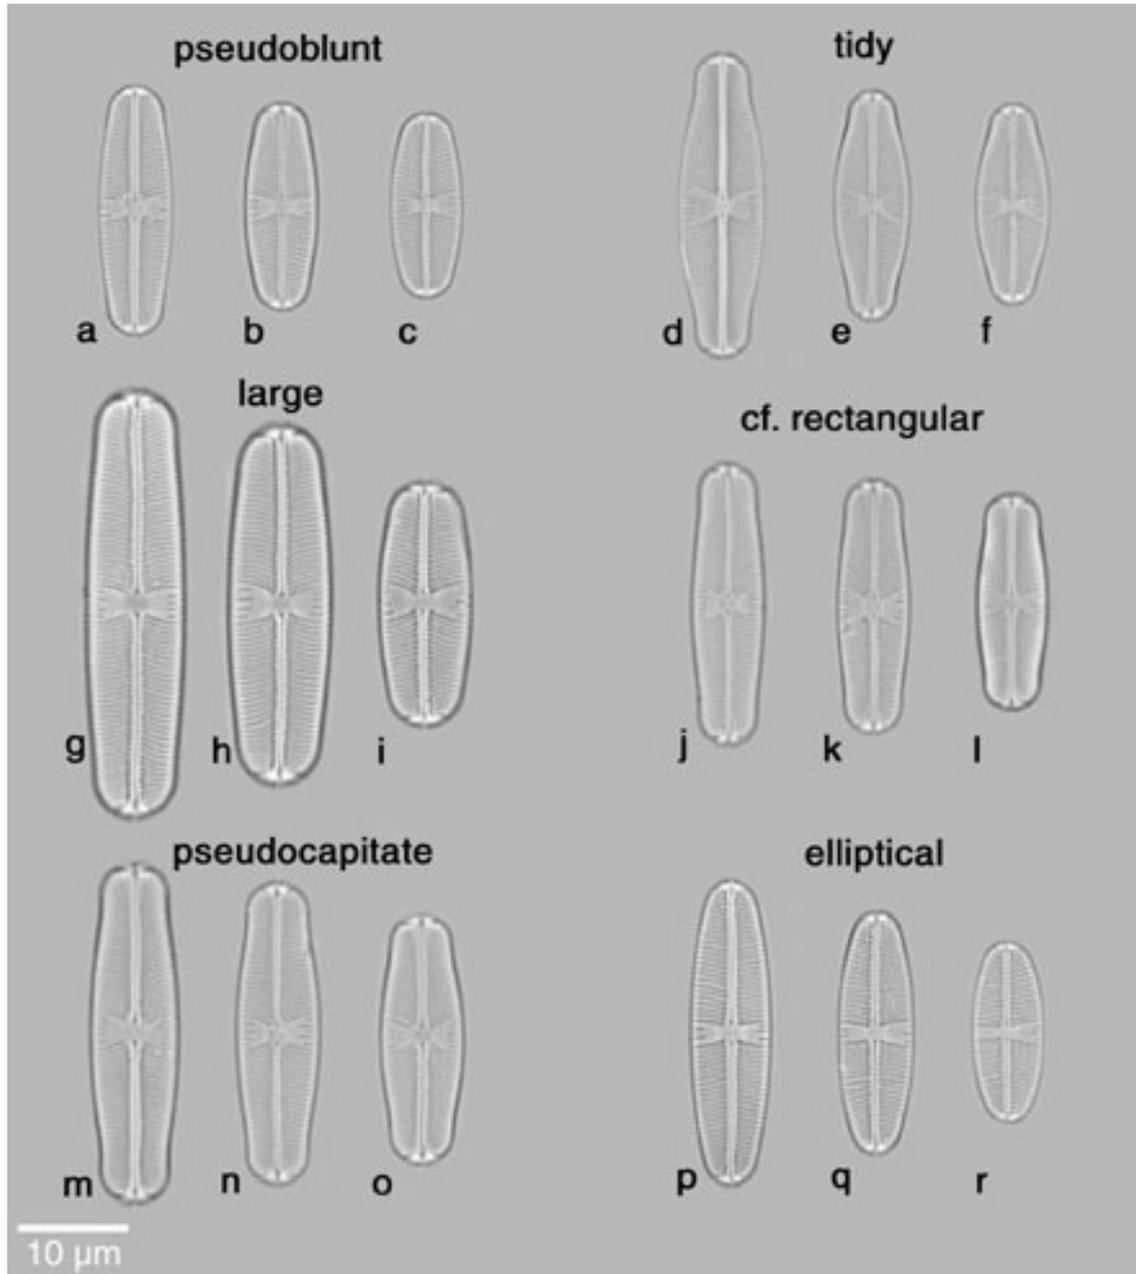 pseudoblunt
tidy
a
b
c
d
e
f
large
cf. rectangular
g
h
i
j
k
l
pseudocapitate
elliptical
m
n
o
p
q
r
10 µm